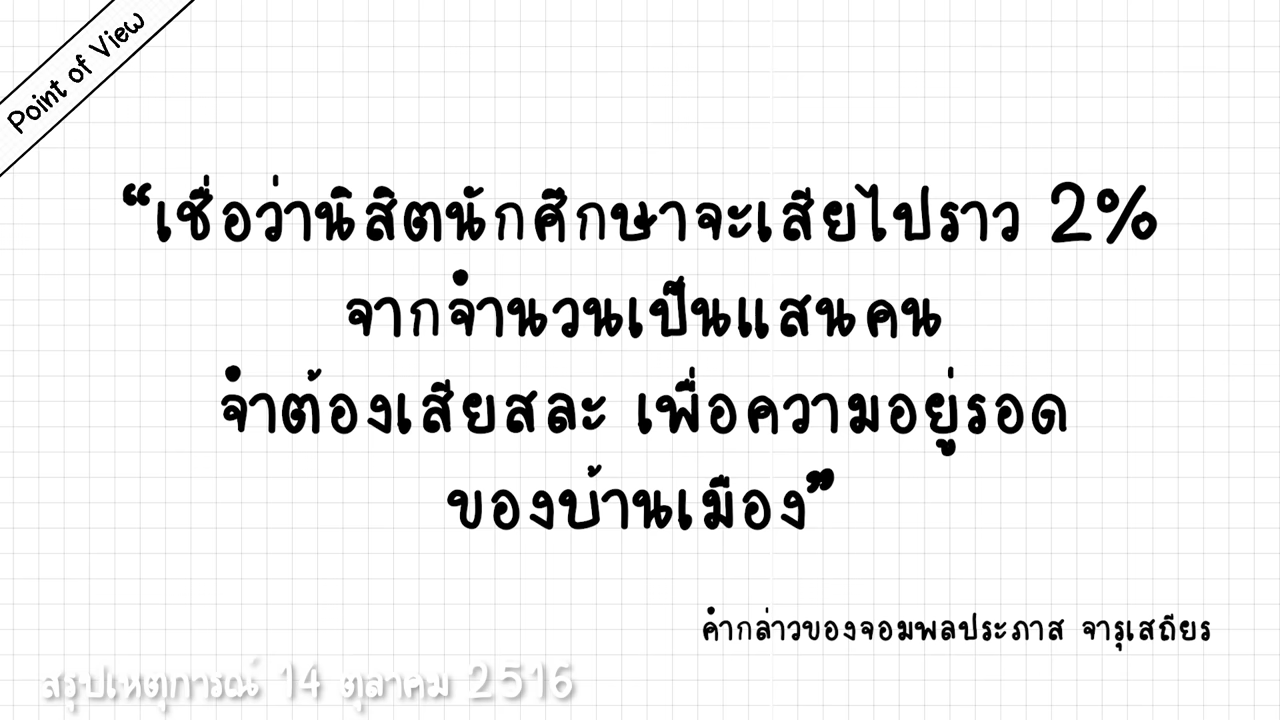 Point of View
“เชื่อว่านิสิตนักศึกษาจะเสียไปราว 2%
จากจำนวนเป็นแสนคน
จำต้องเสียสละ เพื่อความอยู่รอด
ของบ้านเมือง”
คำกล่าวของจอมพลประภาส จารุเสถียร
สรุปเหตุการณ์ 14 ตุลาคม 2516